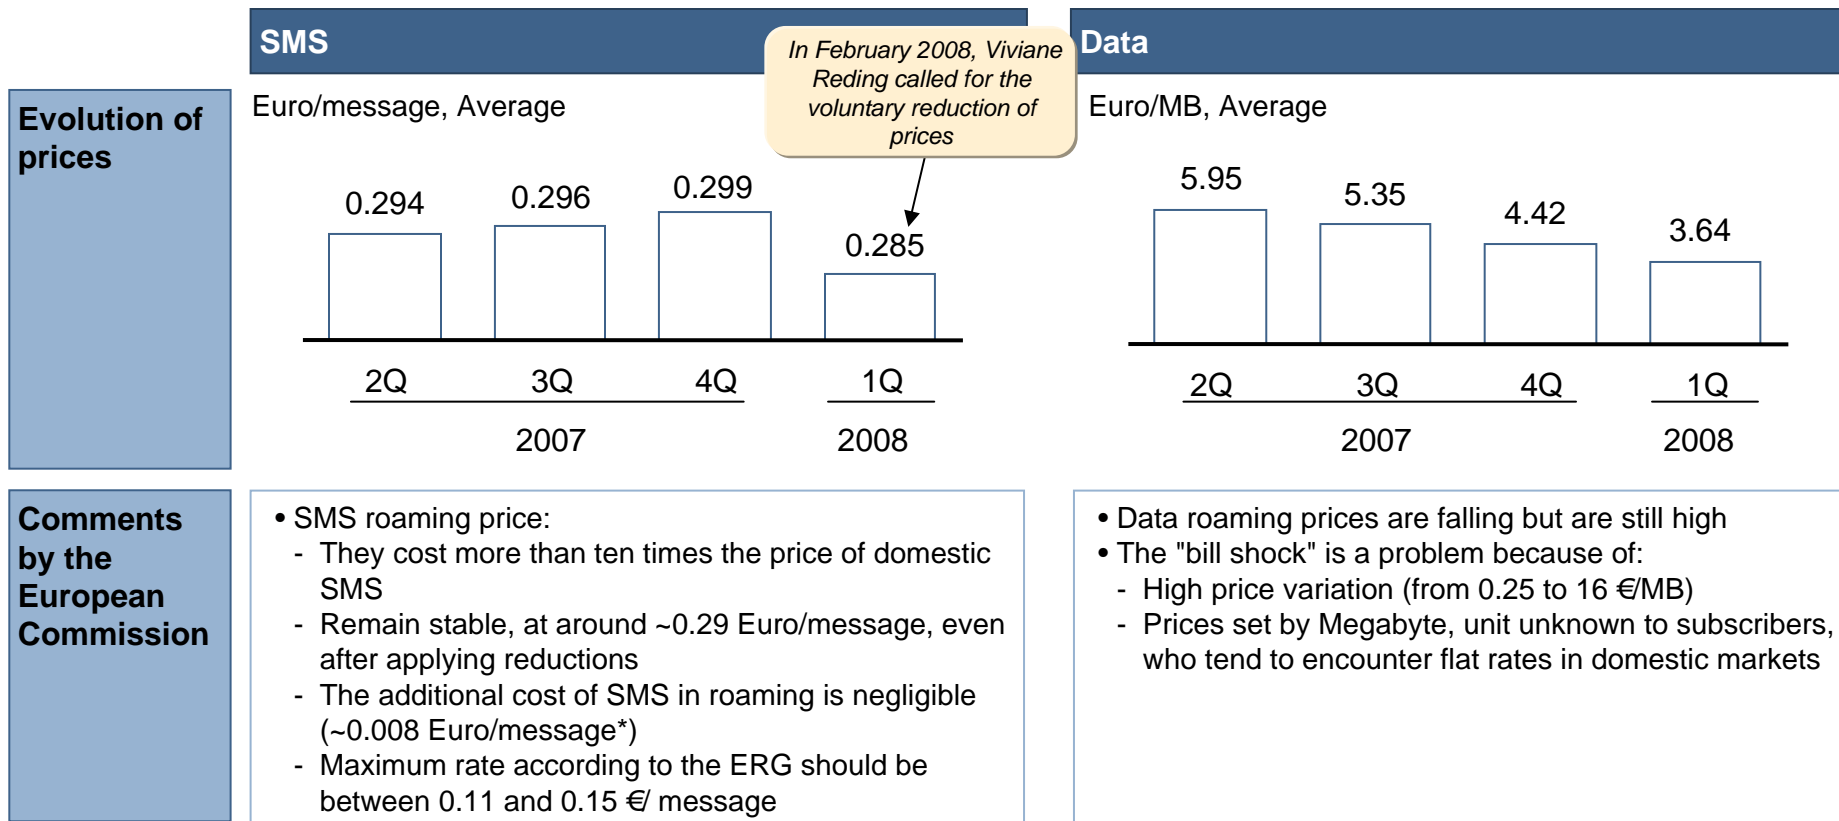 SMS
Data
In February 2008, Viviane
Reding called for the
voluntary reduction of
prices
Evolution of
prices
Euro/message, Average
Euro/MB, Average
0.294
0.296
0.299
0.285
5.95
5.35
4.42
3.64
2Q
3Q
4Q
1Q
2007
2008
2Q
3Q
4Q
1Q
2007
2008
Comments
by the
European
Commission
• SMS roaming price:
- They cost more than ten times the price of domestic
SMS
- Remain stable, at around ~0.29 Euro/message, even
after applying reductions
- The additional cost of SMS in roaming is negligible
(~0.008 Euro/message*)
- Maximum rate according to the ERG should be
between 0.11 and 0.15 €/ message
• Data roaming prices are falling but are still high
• The "bill shock" is a problem because of:
- High price variation (from 0.25 to 16 €/MB)
- Prices set by Megabyte, unit unknown to subscribers,
who tend to encounter flat rates in domestic markets